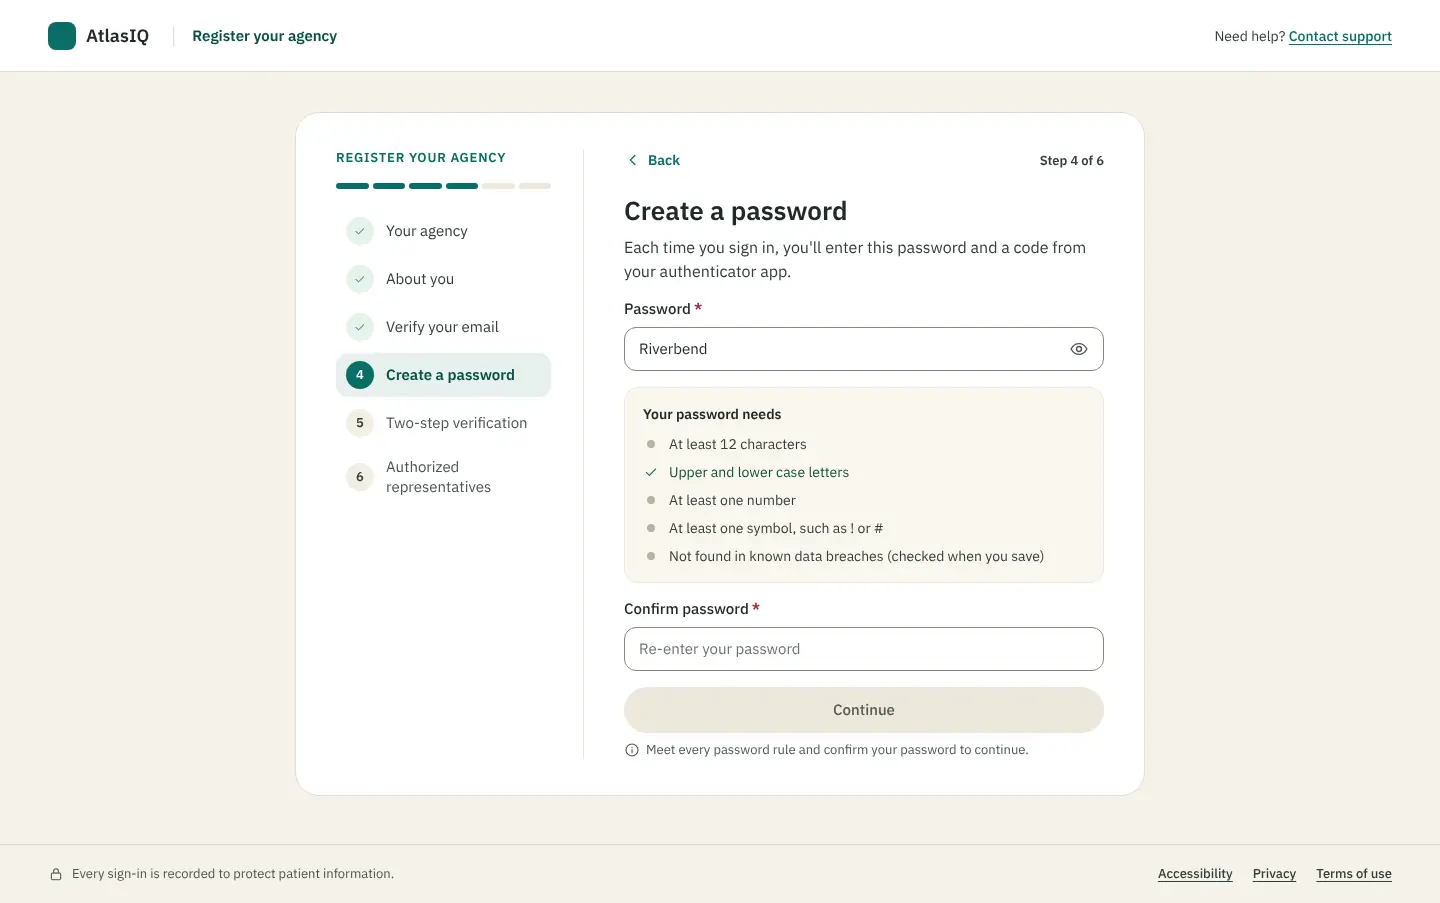 AtlasIQ
Register your agency
Need help? Contact support
REGISTER YOUR AGENCY
Your agency
About you
Verify your email
4 Create a password
5 Two-step verification
6 Authorized
representatives
Back
Step 4 of 6
Create a password
Each time you sign in, you'll enter this password and a code from
your authenticator app.
Password *
Riverbend
Your password needs
At least 12 characters
Upper and lower case letters
At least one number
At least one symbol, such as ! or #
Not found in known data breaches (checked when you save)
Confirm password *
Re-enter your password
Continue
Meet every password rule and confirm your password to continue.
Every sign-in is recorded to protect patient information.
Accessibility
Privacy
Terms of use